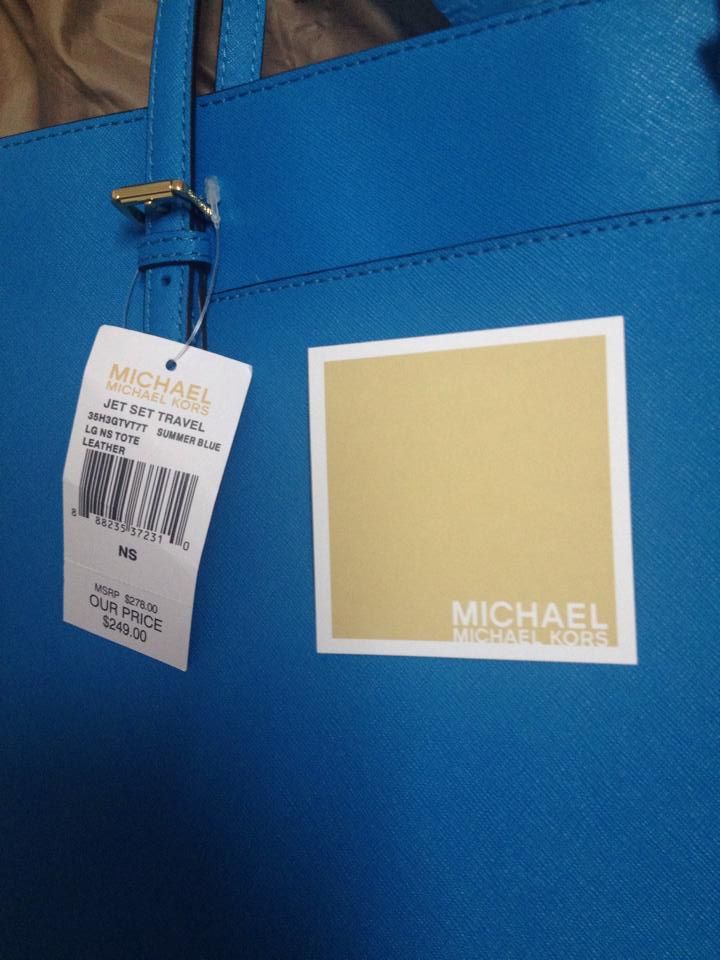 MICHAEL
MICHAEL KORS
JET SET TRAVEL
35H3GTVT7T SUMMER BLUE
LG NS TOTE
LEATHER
8 88235 37231 0
NS
MSRP $278.00
OUR PRICE
$249.00
MICHAEL
MICHAEL KORS